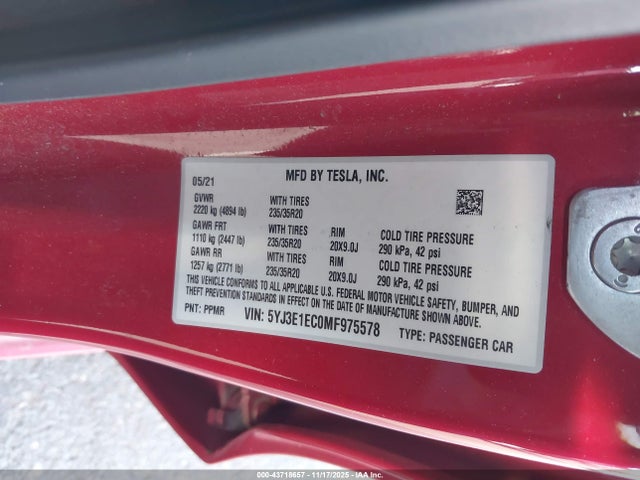 MFD BY TESLA, INC.
05/21
GVWR WITH TIRES
2220 kg (4894 lb) 235/35R20
GAWR FRT WITH TIRES RIM COLD TIRE PRESSURE
1110 kg (2447 lb) 235/35R20 20X9.0J 290 kPa, 42 psi
GAWR RR WITH TIRES RIM COLD TIRE PRESSURE
1257 kg (2771 lb) 235/35R20 20X9.0J 290 kPa, 42 psi
THIS VEHICLE CONFORMS TO ALL APPLICABLE U.S. FEDERAL MOTOR VEHICLE SAFETY, BUMPER, AND
THEFT PREVENTION STANDARDS IN EFFECT ON THE DATE OF MANUFACTURE SHOWN ABOVE.
PNT: PPMR VIN: 5YJ3E1EC0MF975578 TYPE: PASSENGER CAR
000-43718657 - 11/17/2025 - IAAI.COM